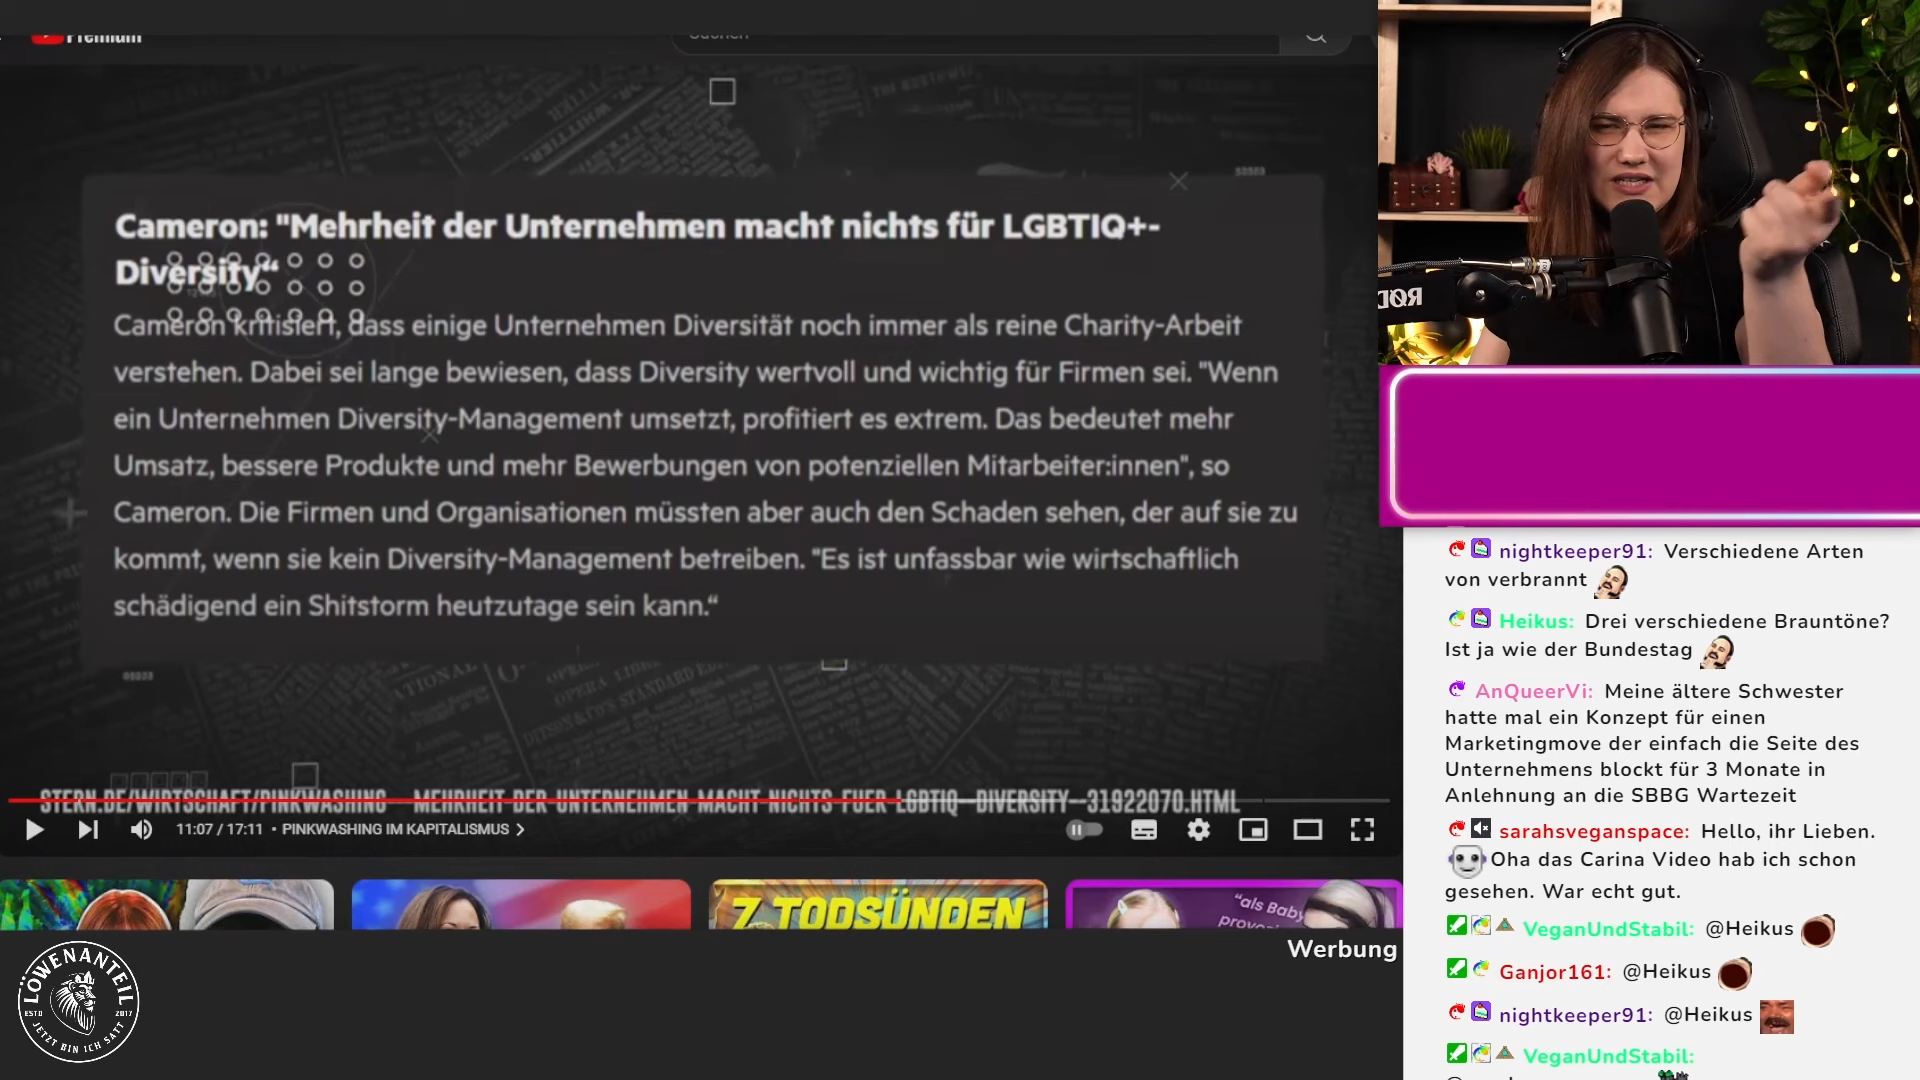 Premium
Suchen
Cameron: "Mehrheit der Unternehmen macht nichts für LGBTIQ+-
Diversity“
Cameron kritisiert, dass einige Unternehmen Diversität noch immer als reine Charity-Arbeit
verstehen. Dabei sei lange bewiesen, dass Diversity wertvoll und wichtig für Firmen sei. "Wenn
ein Unternehmen Diversity-Management umsetzt, profitiert es extrem. Das bedeutet mehr
Umsatz, bessere Produkte und mehr Bewerbungen von potenziellen Mitarbeiter:innen", so
Cameron. Die Firmen und Organisationen müssten aber auch den Schaden sehen, der auf sie zu
kommt, wenn sie kein Diversity-Management betreiben. "Es ist unfassbar wie wirtschaftlich
schädigend ein Shitstorm heutzutage sein kann.“
STERN.DE/WIRTSCHAFT/PINKWASHING---MEHRHEIT-DER-UNTERNEHMEN-MACHT-NICHTS-FUER-LGBTIQ--DIVERSITY--31922070.HTML
11:07 / 17:11 • PINKWASHING IM KAPITALISMUS
7 TODSÜNDEN
"als Baby
Werbung
LÖWENANTEIL
ESTD 2017
JETZT BIN ICH SATT
RØDE
nightkeeper91: Verschiedene Arten
von verbrannt
Heikus: Drei verschiedene Brauntöne?
Ist ja wie der Bundestag
AnQueerVi: Meine ältere Schwester
hatte mal ein Konzept für einen
Marketingmove der einfach die Seite des
Unternehmens blockt für 3 Monate in
Anlehnung an die SBBG Wartezeit
sarahsveganspace: Hello, ihr Lieben.
Oha das Carina Video hab ich schon
gesehen. War echt gut.
VeganUndStabil: @Heikus
Ganjor161: @Heikus
nightkeeper91: @Heikus
VeganUndStabil: